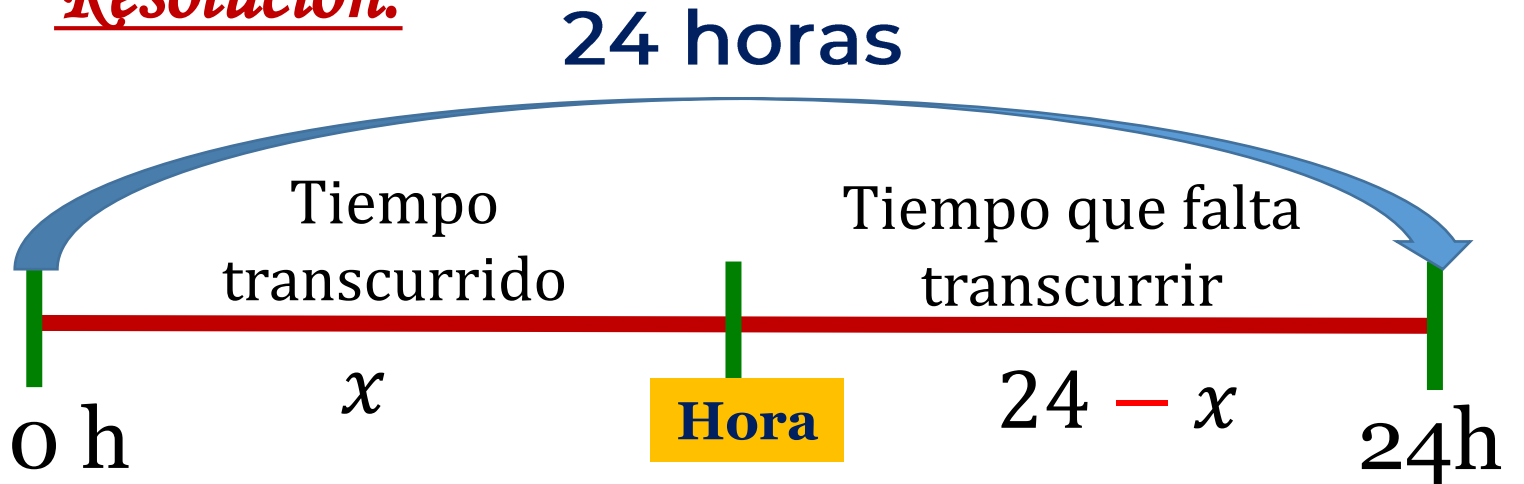 Resolución:
24 horas
Tiempo
transcurrido
Tiempo que falta
transcurrir
x
24 − x
0 h
Hora
24h